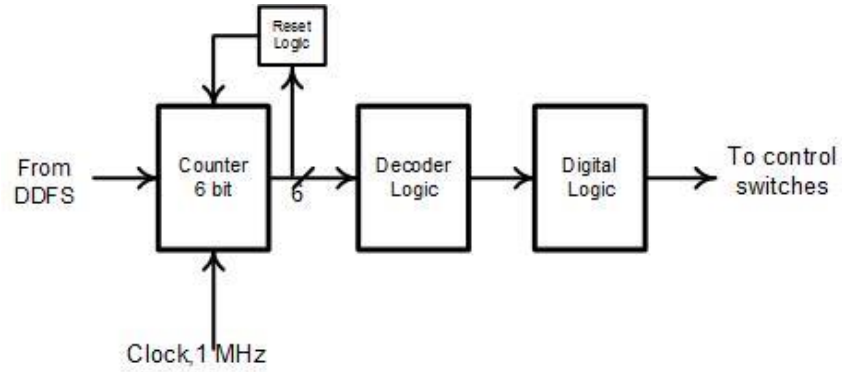 Reset
Logic
From
DDFS
Counter
6 bit
6
Decoder
Logic
Digital
Logic
To control
switches
Clock,1 MHz